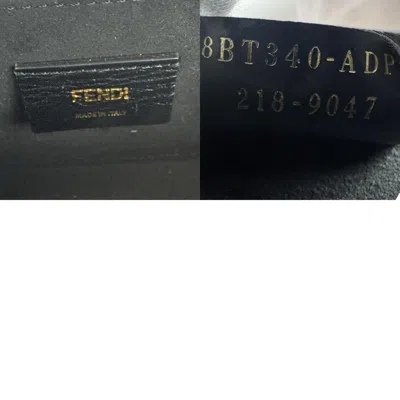 FENDI
MADE IN ITALY
8BT340-ADP
218-9047